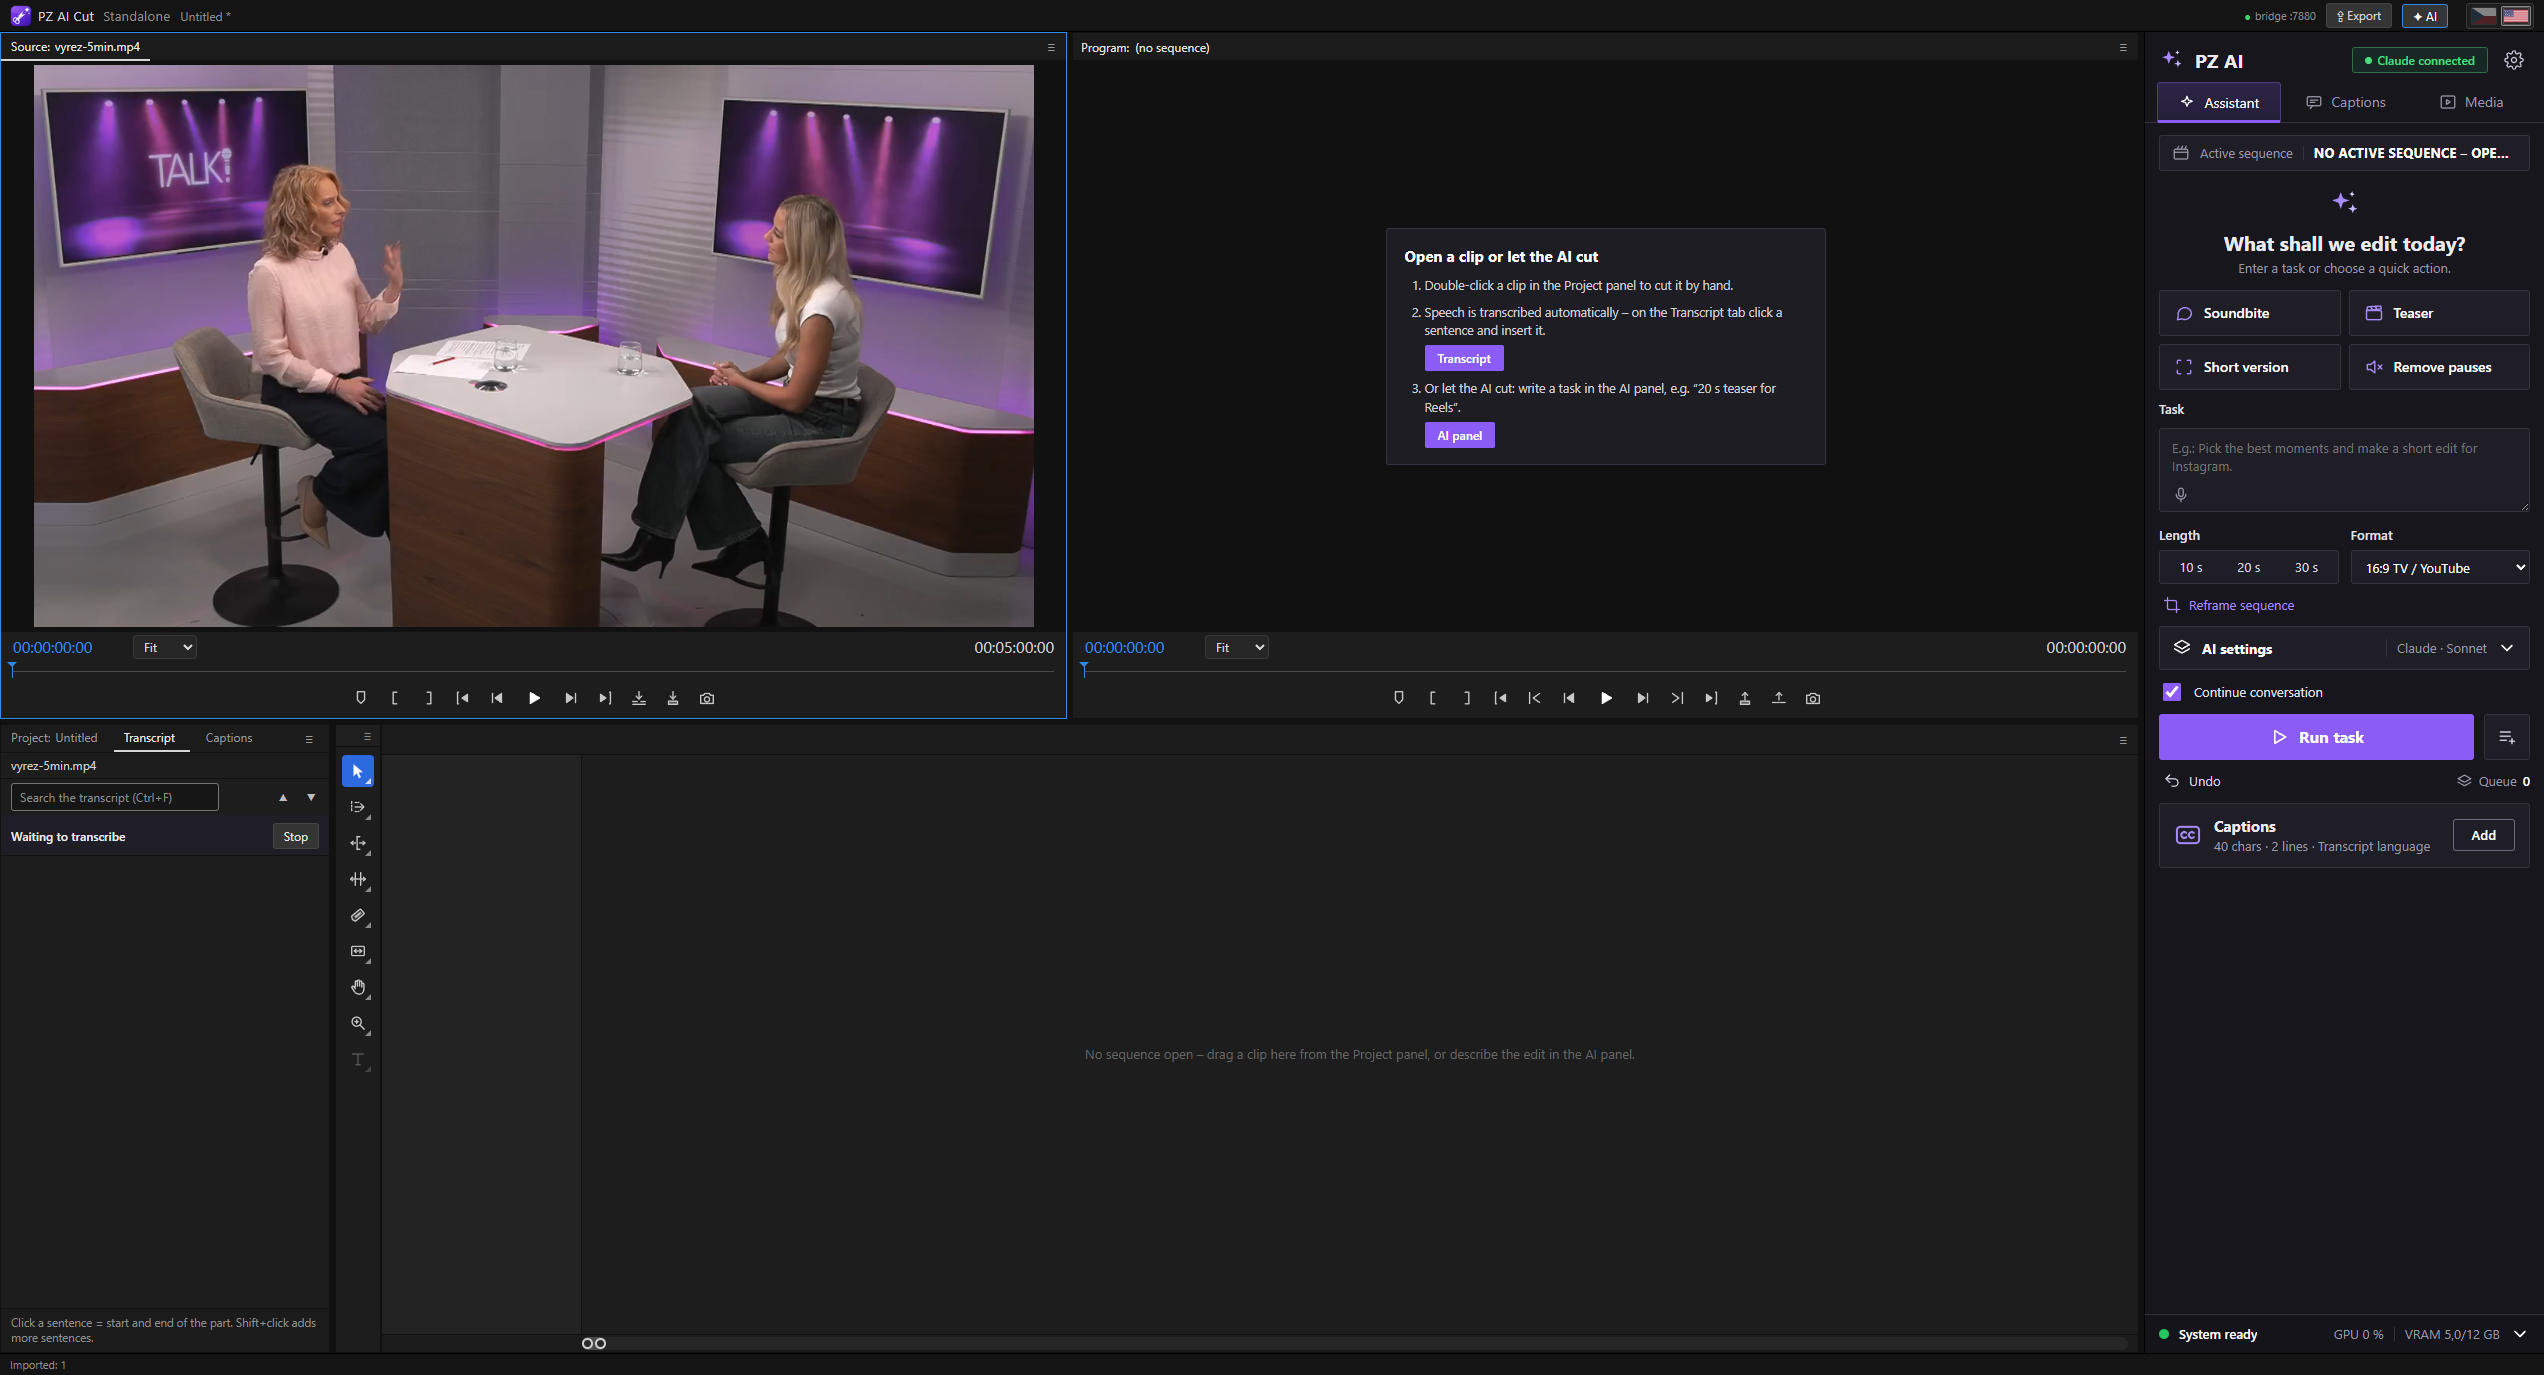 PZ AI Cut Standalone Untitled *
bridge :7880 Export AI
Source: vyrez-5min.mp4
TALK!
00:00:00:00 Fit 00:05:00:00
Program: (no sequence)
Open a clip or let the AI cut
1. Double-click a clip in the Project panel to cut it by hand.
2. Speech is transcribed automatically – on the Transcript tab click a
sentence and insert it.
Transcript
3. Or let the AI cut: write a task in the AI panel, e.g. “20 s teaser for
Reels”.
AI panel
00:00:00:00 Fit 00:00:00:00
Project: Untitled Transcript Captions
vyrez-5min.mp4
Search the transcript (Ctrl+F)
Waiting to transcribe Stop
Click a sentence = start and end of the part. Shift+click adds
more sentences.
No sequence open – drag a clip here from the Project panel, or describe the edit in the AI panel.
Imported: 1
PZ AI Claude connected
Assistant Captions Media
Active sequence NO ACTIVE SEQUENCE – OPE...
What shall we edit today?
Enter a task or choose a quick action.
Soundbite Teaser
Short version Remove pauses
Task
E.g.: Pick the best moments and make a short edit for
Instagram.
Length Format
10 s 20 s 30 s 16:9 TV / YouTube
Reframe sequence
AI settings Claude · Sonnet
Continue conversation
Run task
Undo Queue 0
CC Captions Add
40 chars · 2 lines · Transcript language
System ready GPU 0 % VRAM 5,0/12 GB